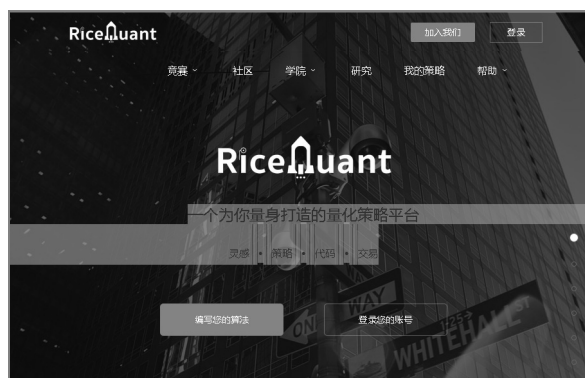 RiceQuant
加入我们 登录
竞赛 社区 学院 研究 我的策略 帮助
RiceQuant
一个为你量身打造的量化策略平台
灵感 • 策略 • 代码 • 交易
编写您的算法 登录您的账号
WAY
ON
WHITEHALL ST